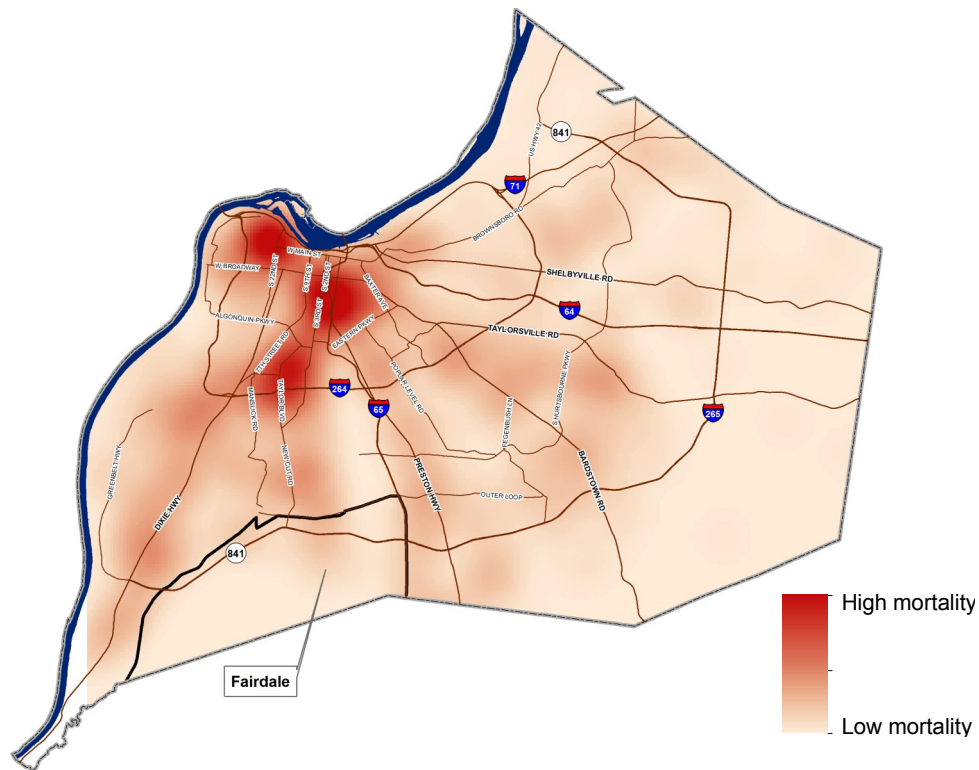 US HWY 42
841
71
BROWNSBORO RD
W MAIN ST
S 22ND ST
S 9TH ST
S 2ND ST
W BROADWAY
SHELBYVILLE RD
BAXTER AVE
S 3RD ST
64
ALGONQUIN PKWY
EASTERN PKWY
TAYLORSVILLE RD
7TH STREET RD
POPLAR LEVEL RD
S HURTSBOURNE PKWY
264
MANSLICK RD
TAYLOR BLVD
65
FEGENBUSH LN
265
GREENBELT HWY
NEW CUT RD
PRESTON HWY
BARDSTOWN RD
DIXIE HWY
OUTER LOOP
841
High mortality
Fairdale
Low mortality